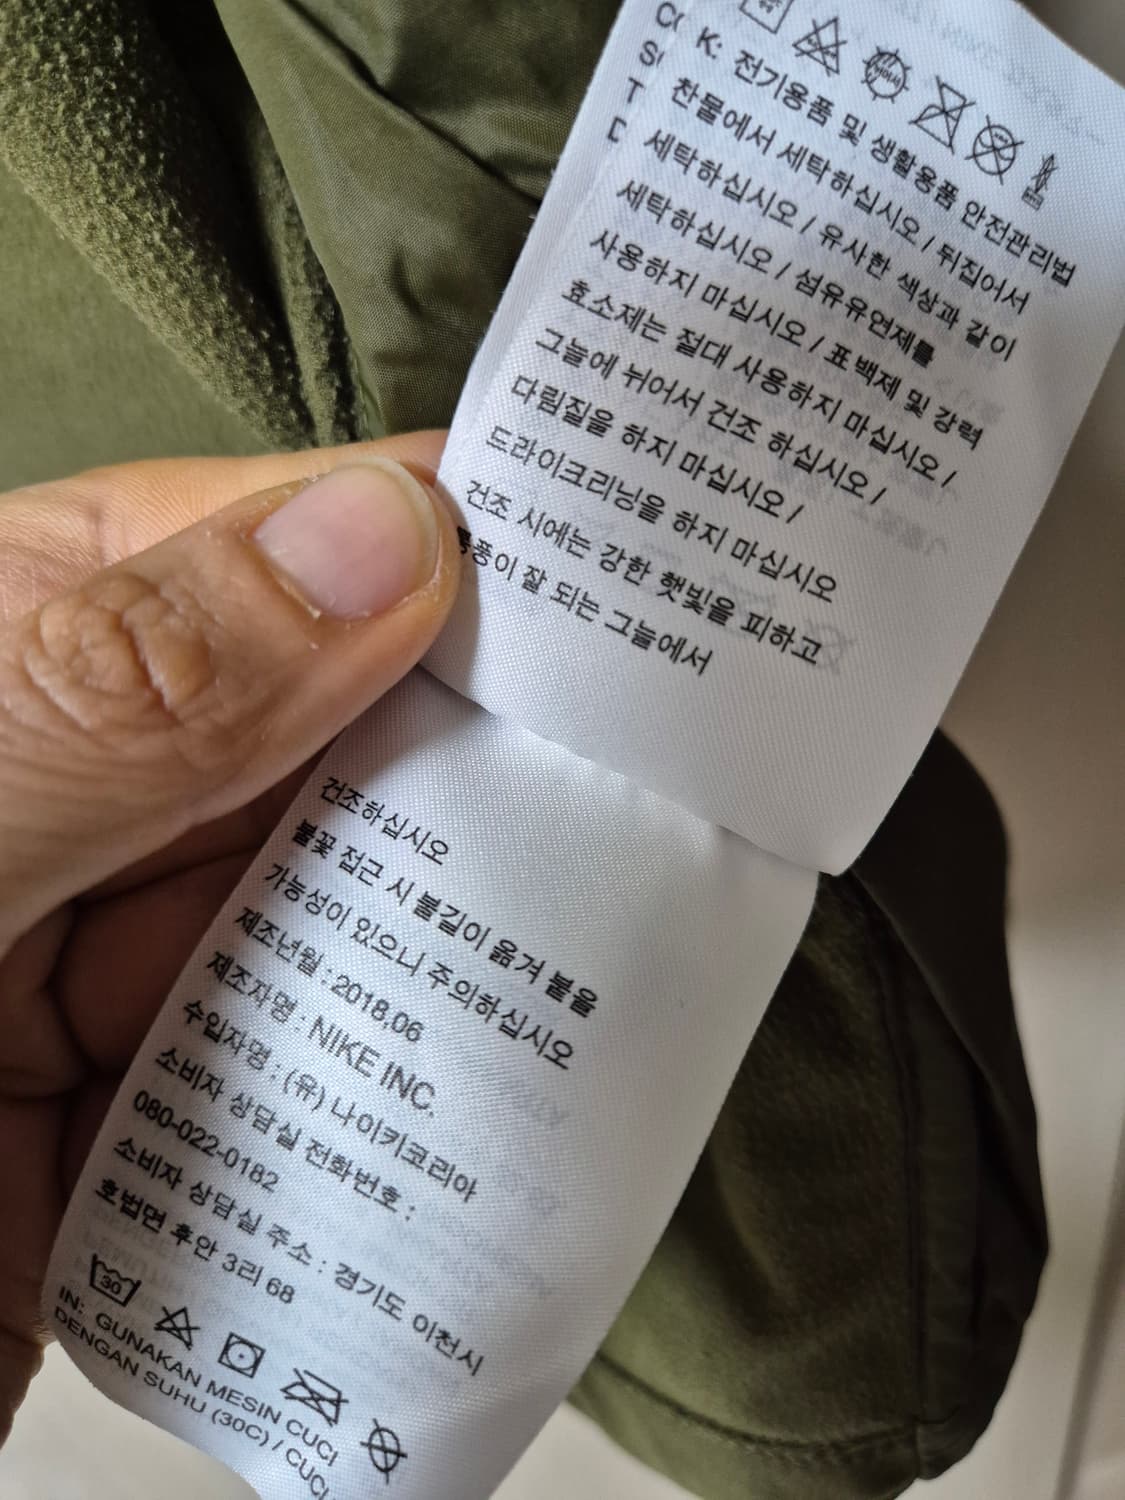 K: 전기용품 및 생활용품 안전관리법
찬물에서 세탁하십시오 / 뒤집어서
세탁하십시오 / 유사한 색상과 같이
세탁하십시오 / 섬유유연제를
사용하지 마십시오 / 표백제 및 강력
효소제는 절대 사용하지 마십시오 /
그늘에 뉘어서 건조 하십시오 /
다림질을 하지 마십시오 /
드라이크리닝을 하지 마십시오
건조 시에는 강한 햇빛을 피하고
통풍이 잘 되는 그늘에서
건조하십시오
불꽃 접근 시 불길이 옮겨 붙을
가능성이 있으니 주의하십시오
제조년월 : 2018.06
제조자명 : NIKE INC.
수입자명 : (유) 나이키코리아
소비자 상담실 전화번호 :
080-022-0182
소비자 상담실 주소 : 경기도 이천시
호법면 후안 3리 68
30
IN: GUNAKAN MESIN CUCI
DENGAN SUHU (30C) / CUCI